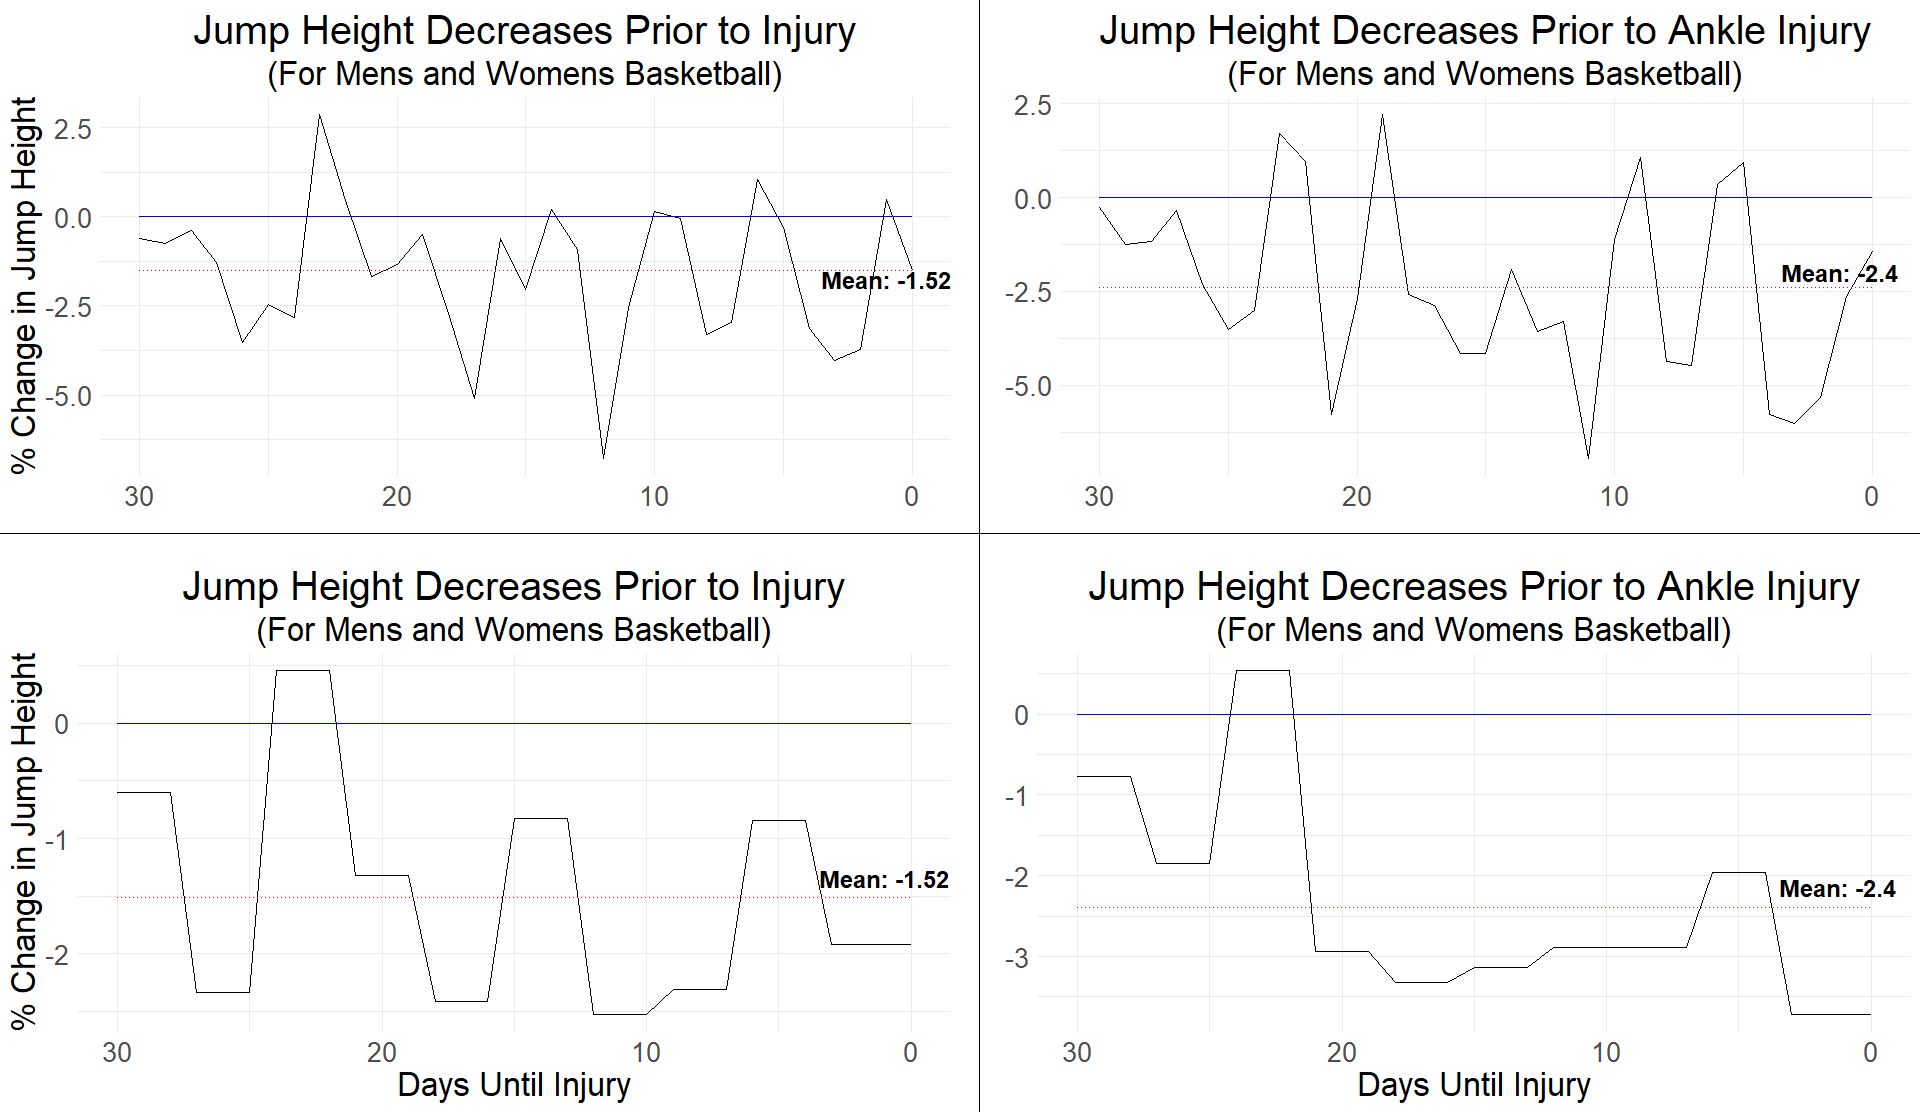 Jump Height Decreases Prior to Injury
(For Mens and Womens Basketball)
% Change in Jump Height
2.5
0.0
-2.5
-5.0
Mean: -1.52
30 20 10 0
Jump Height Decreases Prior to Ankle Injury
(For Mens and Womens Basketball)
2.5
0.0
-2.5
-5.0
Mean: -2.4
30 20 10 0
Jump Height Decreases Prior to Injury
(For Mens and Womens Basketball)
% Change in Jump Height
0
-1
-2
Mean: -1.52
30 20 10 0
Days Until Injury
Jump Height Decreases Prior to Ankle Injury
(For Mens and Womens Basketball)
0
-1
-2
-3
Mean: -2.4
30 20 10 0
Days Until Injury